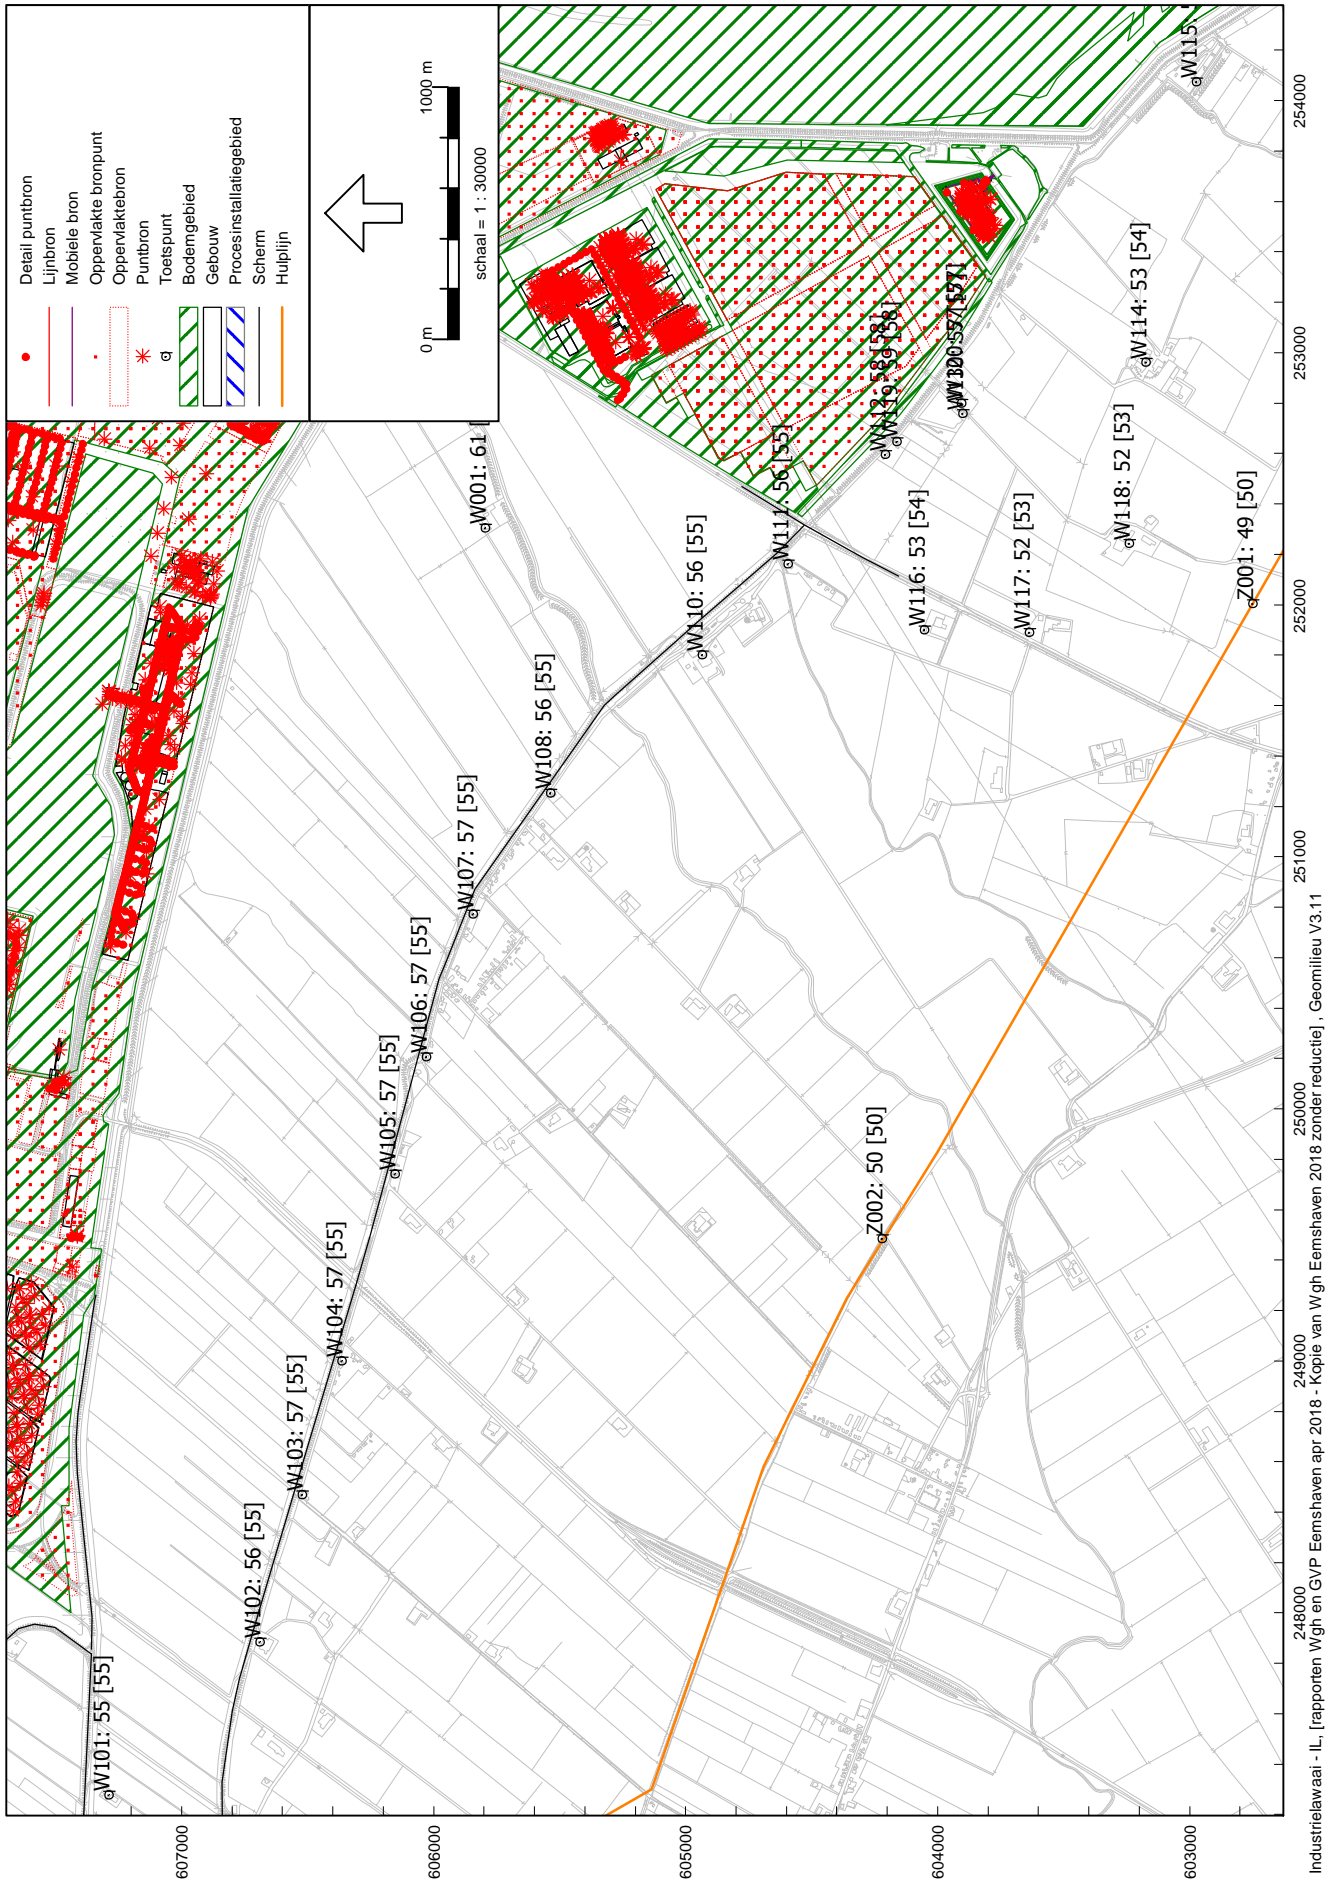 Detail puntbron
Lijnbron
Mobiele bron
Oppervlakte bronpunt
Oppervlaktebron
Puntbron
Toetspunt
Bodemgebied
Gebouw
Procesinstallatiegebied
Scherm
Hulplijn
0 m
1000 m
schaal = 1 : 30000
W101: 55 [55]
W102: 56 [55]
W103: 57 [55]
W104: 57 [55]
W105: 57 [55]
W106: 57 [55]
W107: 57 [55]
W108: 56 [55]
W001: 61 [
W110: 56 [55]
W111: 56 [55]
W112: 58 [58]
W114: 53 [54]
W115:
W116: 53 [54]
W117: 52 [53]
W118: 52 [53]
Z001: 49 [50]
Z002: 50 [50]
607000
606000
605000
604000
603000
248000
249000
250000
251000
252000
253000
254000
Industrielawaai - IL, [rapporten Wgh en GVP Eemshaven apr 2018 - Kopie van Wgh Eemshaven 2018 zonder reductie] , Geomilieu V3.11